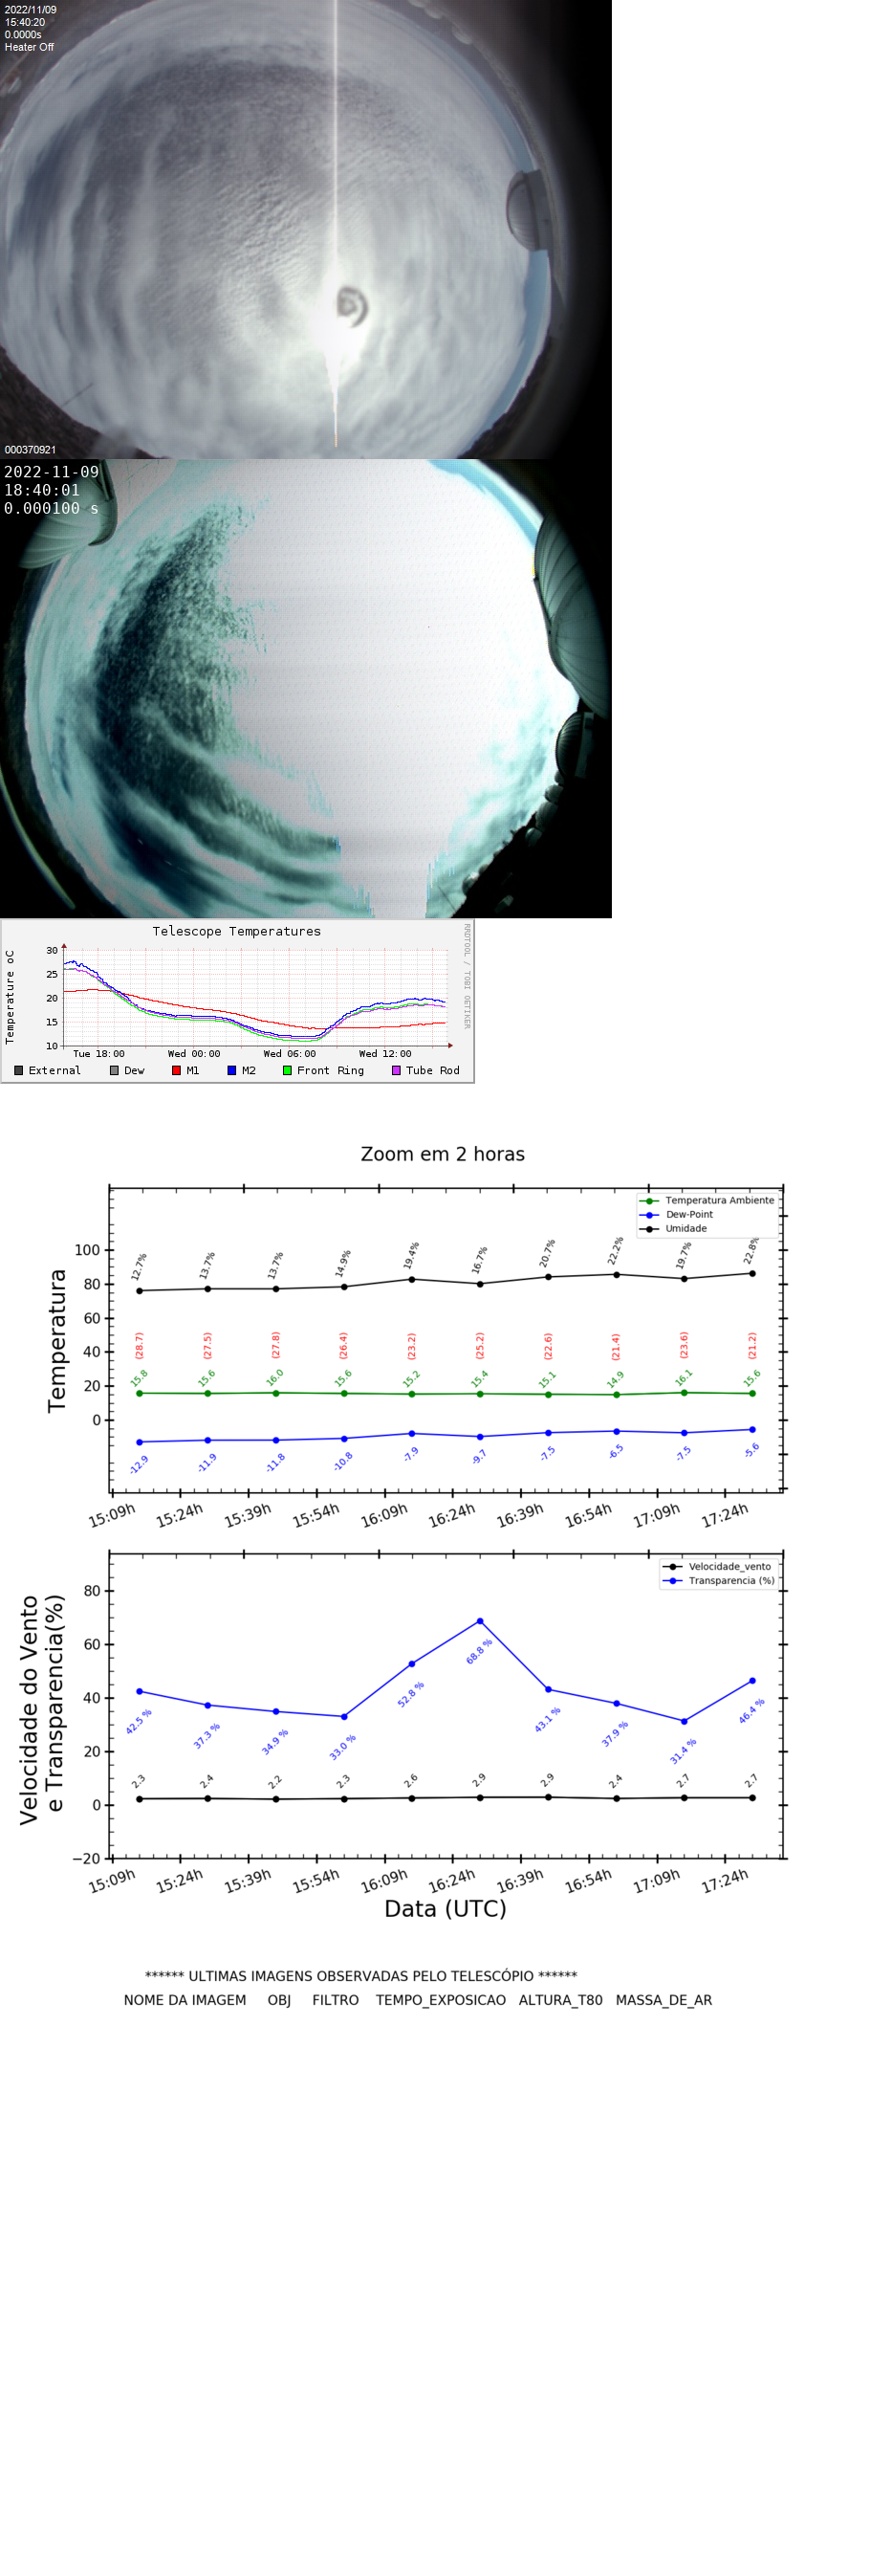 2022/11/09
15:40:20
0.0000s
Heater Off
000370921
2022-11-09
18:40:01
0.000100 s
Telescope Temperatures
RRDTOOL / TOBI OETIKER
Temperature oC
30
25
20
15
10
Tue 18:00 Wed 00:00 Wed 06:00 Wed 12:00
External Dew M1 M2 Front Ring Tube Rod
Zoom em 2 horas
Temperatura Ambiente
Dew-Point
Umidade
Temperatura
100
80
60
40
20
0
12.7% 13.7% 13.7% 14.9% 19.4% 16.7% 20.7% 22.2% 19.7% 22.8%
(28.7) (27.5) (27.8) (26.4) (23.2) (25.2) (22.6) (21.4) (23.6) (21.2)
15.8 15.6 16.0 15.6 15.2 15.4 15.1 14.9 16.1 15.6
-12.9 -11.9 -11.8 -10.8 -7.9 -9.7 -7.5 -6.5 -7.5 -5.6
15:09h 15:24h 15:39h 15:54h 16:09h 16:24h 16:39h 16:54h 17:09h 17:24h
Velocidade_vento
Transparencia (%)
Velocidade do Vento
e Transparencia(%)
80
60
40
20
0
−20
42.5 % 37.3 % 34.9 % 33.0 % 52.8 % 68.8 % 43.1 % 37.9 % 31.4 % 46.4 %
2.3 2.4 2.2 2.3 2.6 2.9 2.9 2.4 2.7 2.7
15:09h 15:24h 15:39h 15:54h 16:09h 16:24h 16:39h 16:54h 17:09h 17:24h
Data (UTC)
****** ULTIMAS IMAGENS OBSERVADAS PELO TELESCÓPIO ******
NOME DA IMAGEM OBJ FILTRO TEMPO_EXPOSICAO ALTURA_T80 MASSA_DE_AR